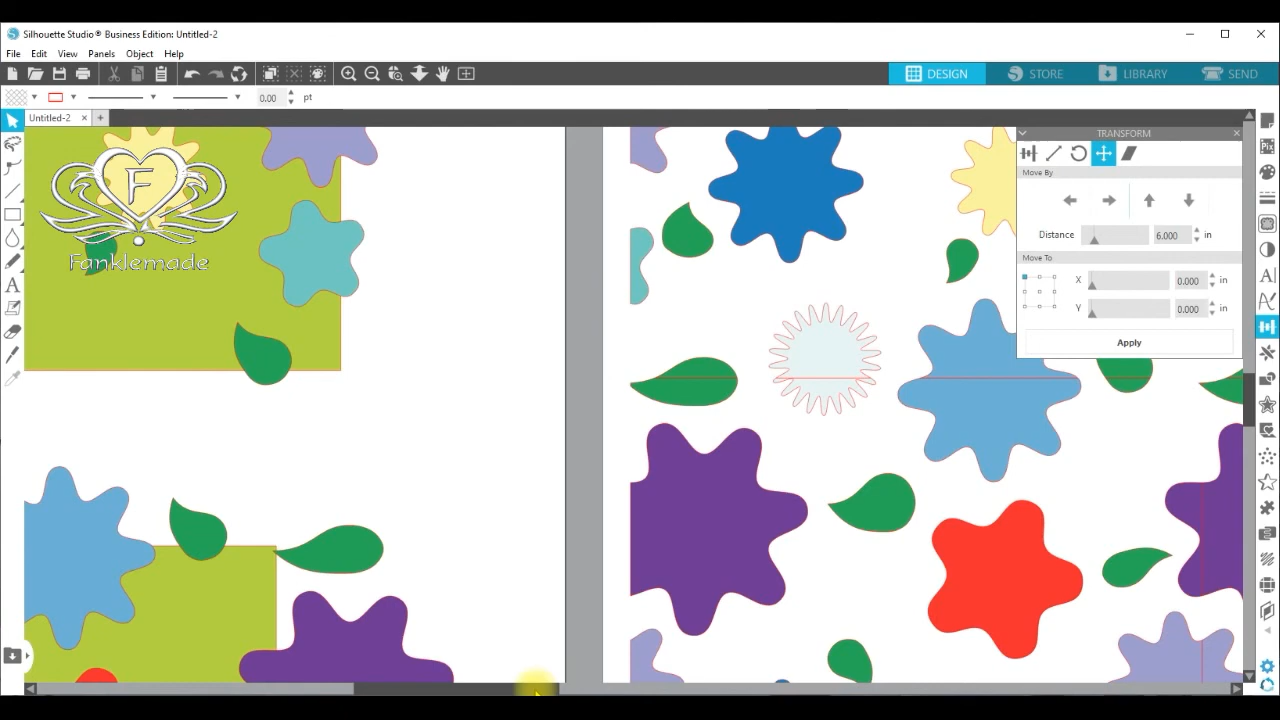 Silhouette Studio® Business Edition: Untitled-2
File Edit View Panels Object Help
DESIGN STORE LIBRARY SEND
0.00 pt
Untitled-2
TRANSFORM
Pix
Move By
Distance 6.000 in
Move To
X 0.000 in
Y 0.000 in
Apply
F
Fanklemade